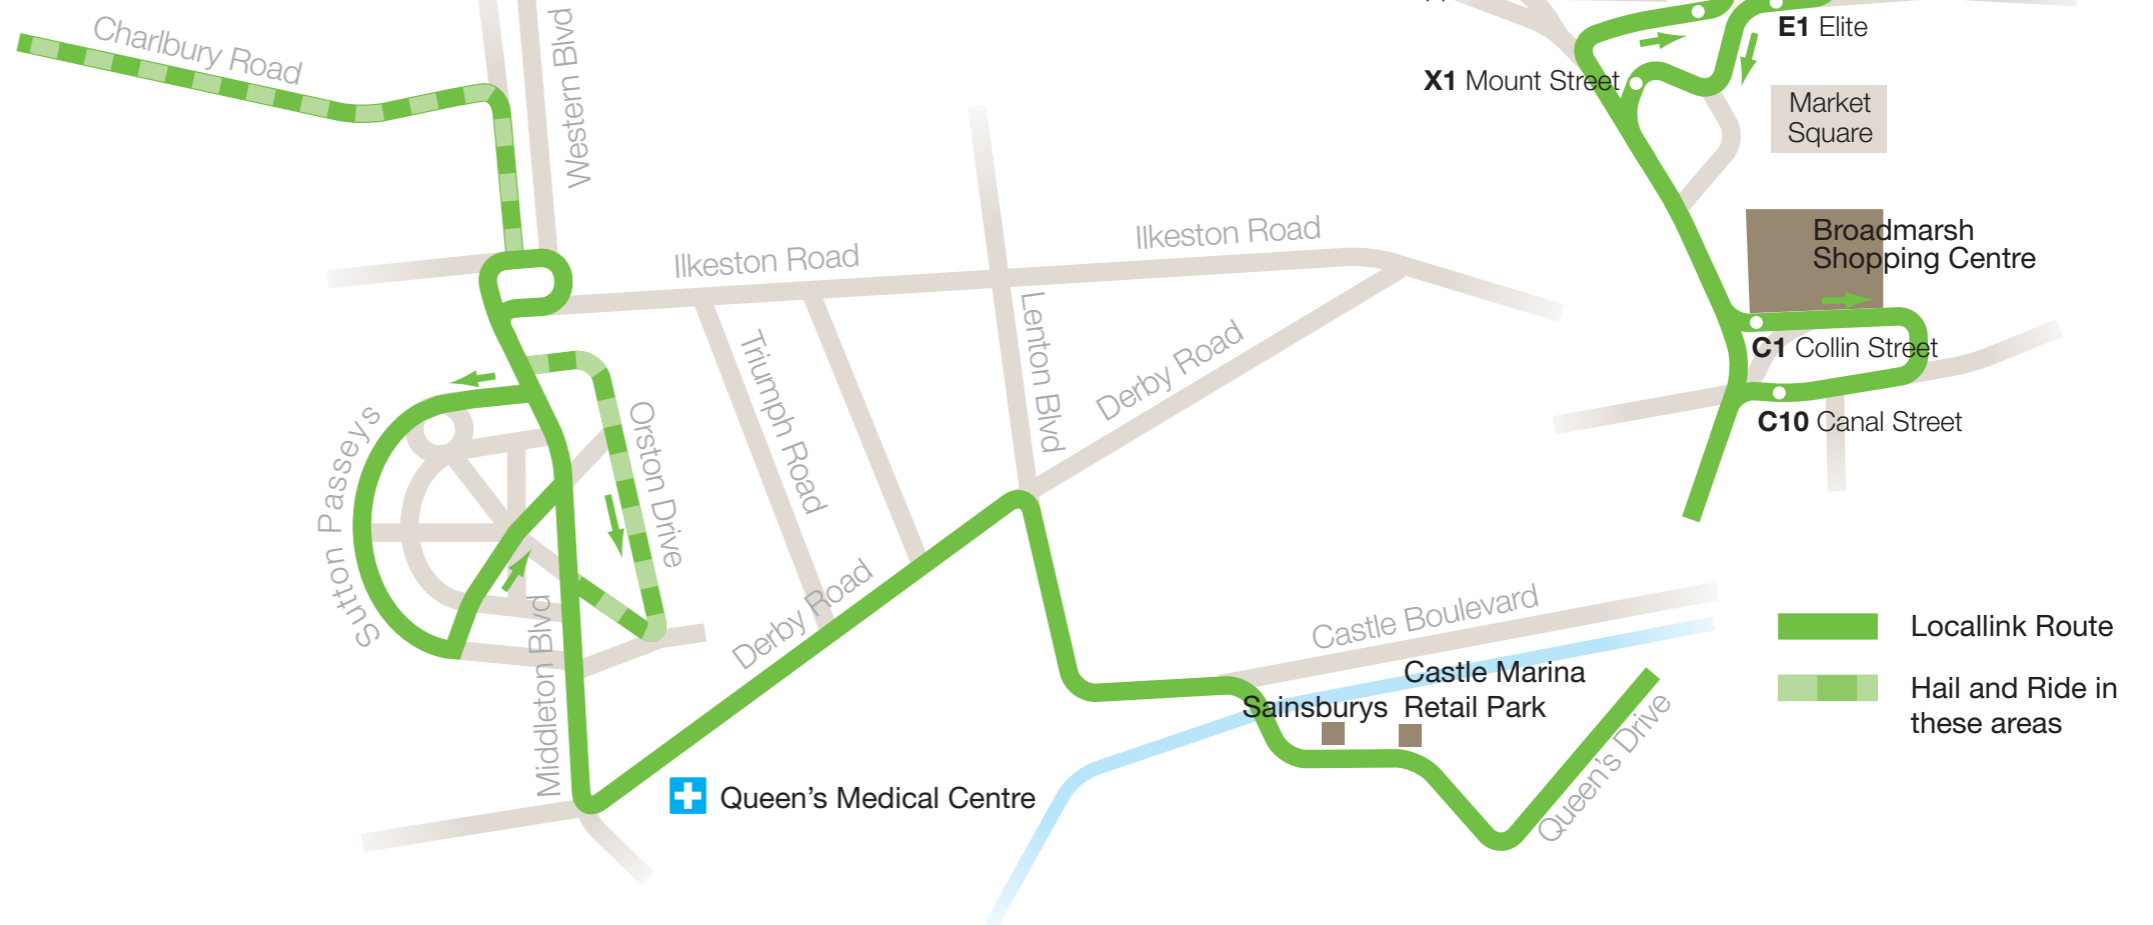 Charlbury Road
Western Blvd
E1 Elite
X1 Mount Street
Market
Square
Broadmarsh
Shopping Centre
Ilkeston Road
Ilkeston Road
C1 Collin Street
C10 Canal Street
Lenton Blvd
Derby Road
Triumph Road
Orston Drive
Sutton Passeys
Derby Road
Middleton Blvd
Castle Boulevard
Castle Marina
Retail Park
Sainsburys
Queen's Drive
Queen's Medical Centre
Locallink Route
Hail and Ride in
these areas